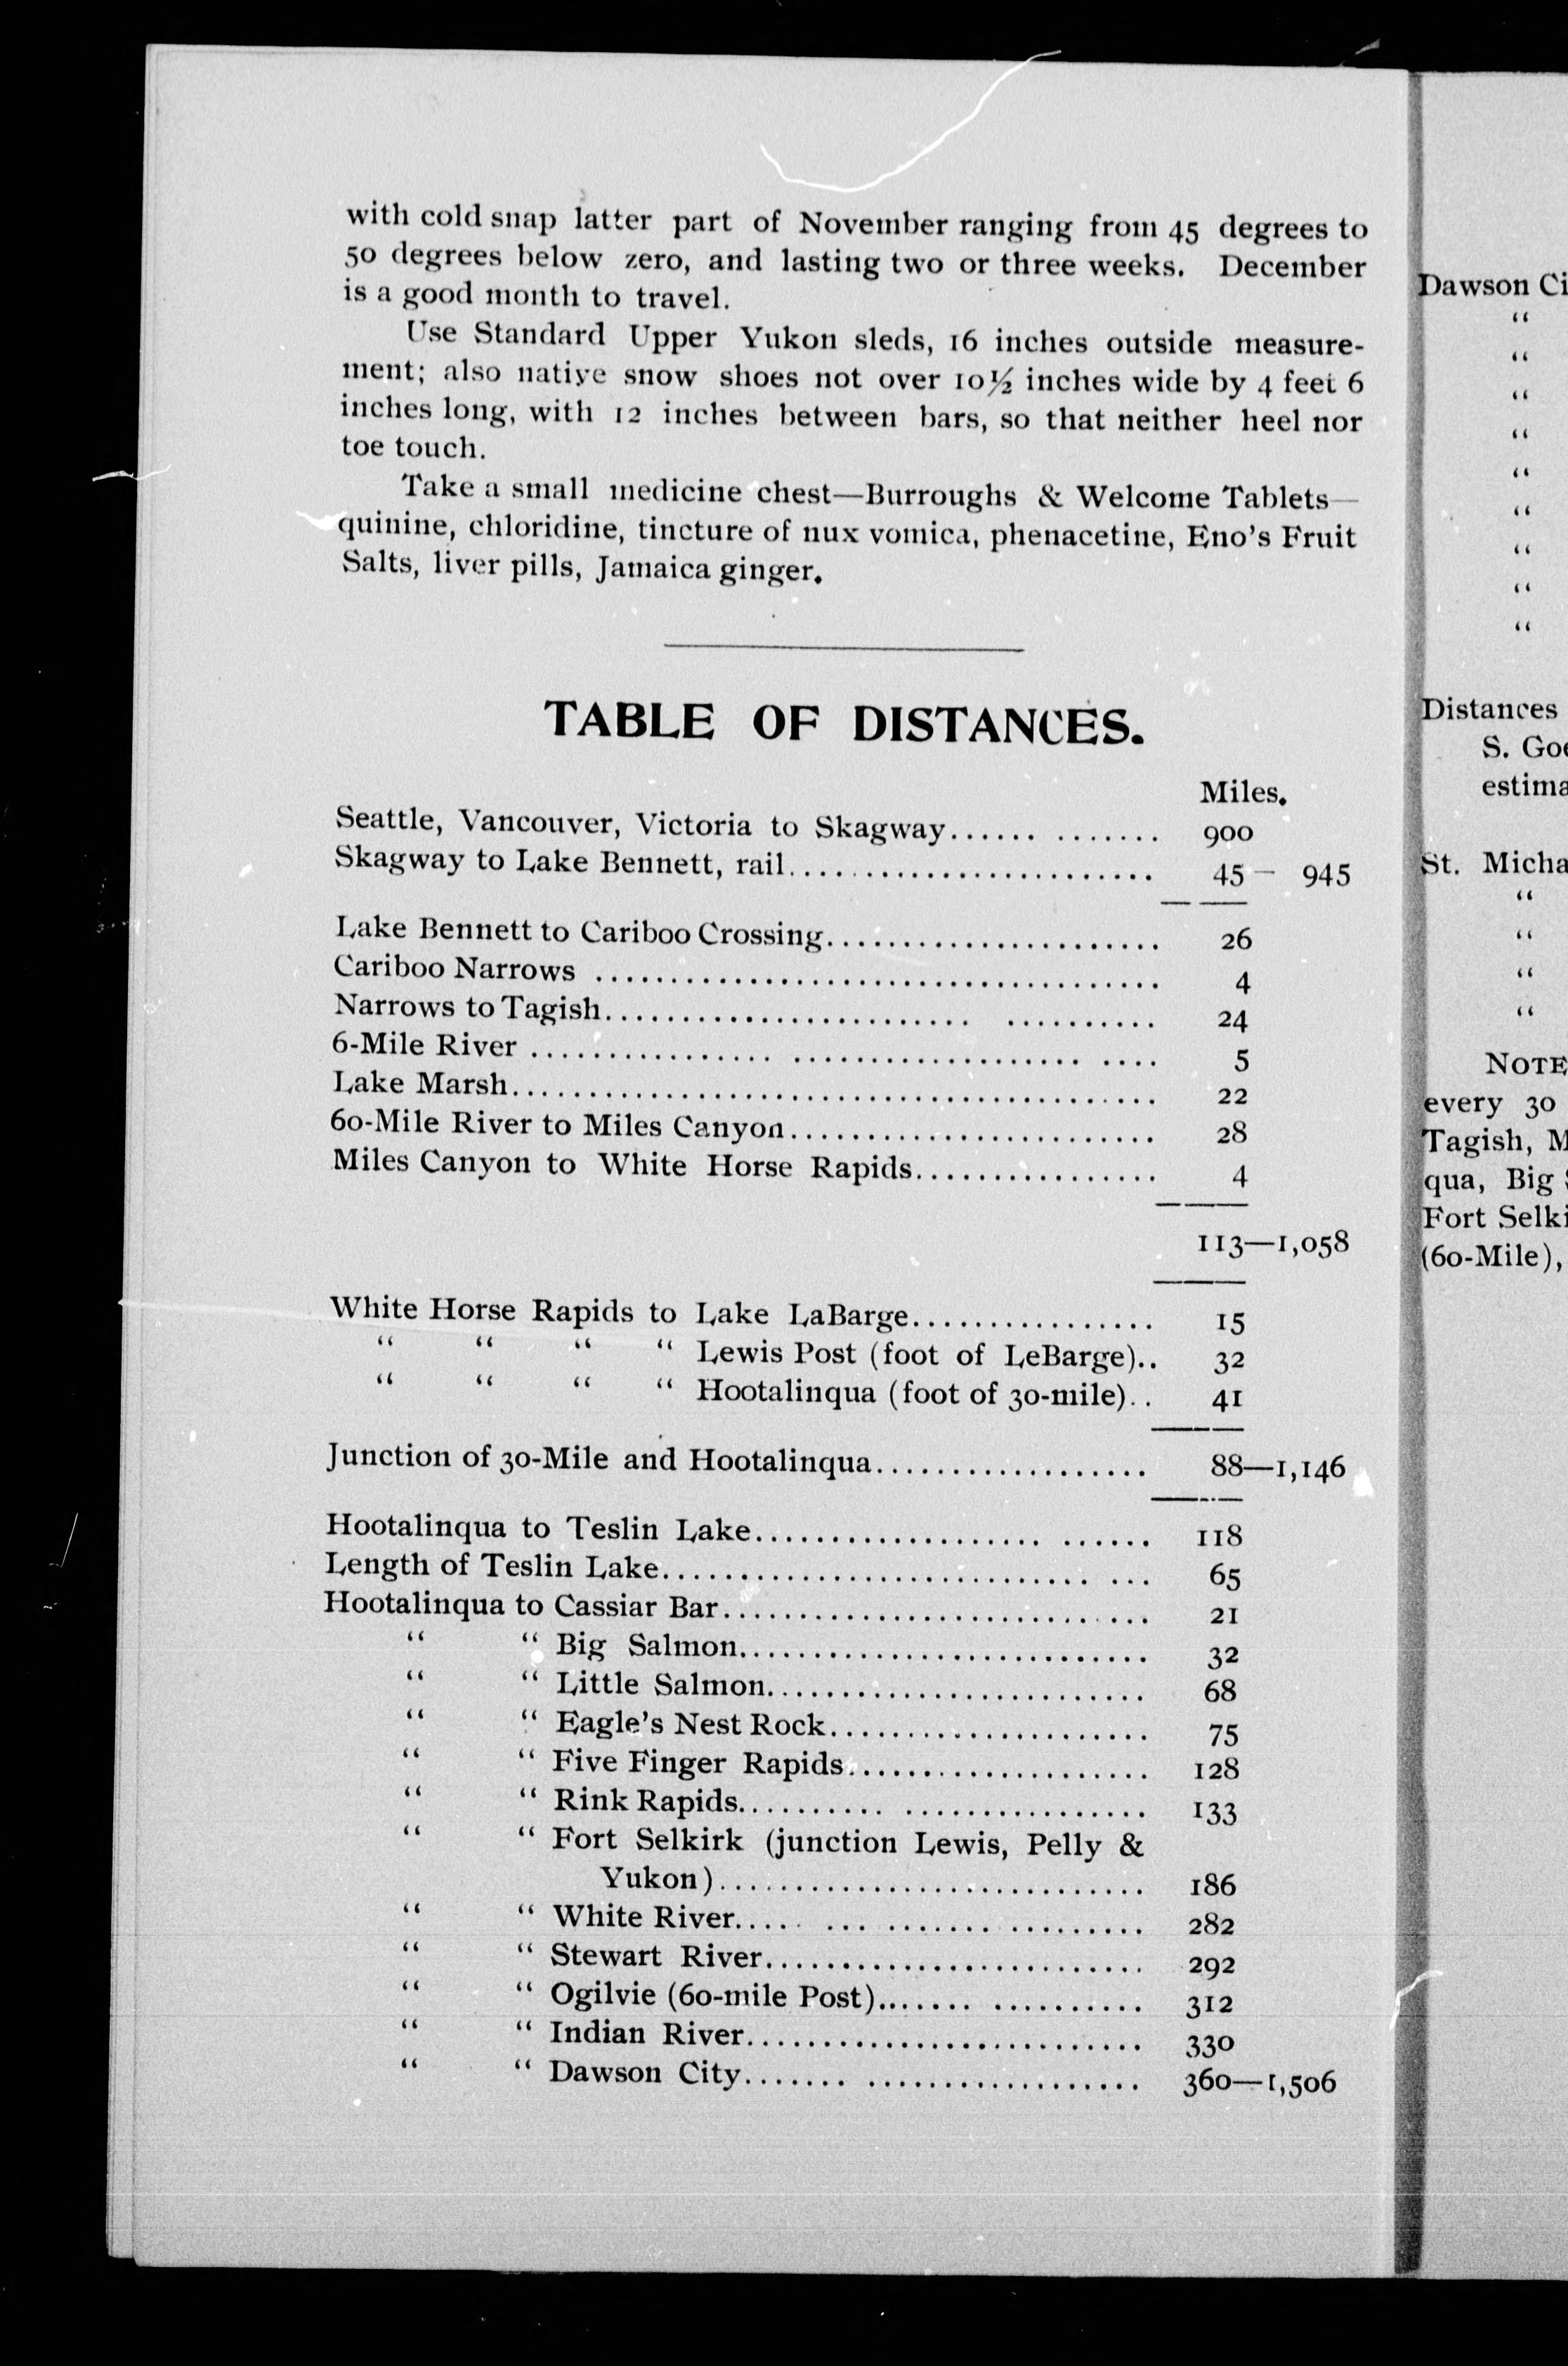 with cold snap latter part of November ranging from 45 degrees to
50 degrees below zero, and lasting two or three weeks. December
is a good month to travel.
Use Standard Upper Yukon sleds, 16 inches outside measure-
ment; also native snow shoes not over 10½ inches wide by 4 feet 6
inches long, with 12 inches between bars, so that neither heel nor
toe touch.
Take a small medicine chest—Burroughs & Welcome Tablets—
quinine, chloridine, tincture of nux vomica, phenacetine, Eno's Fruit
Salts, liver pills, Jamaica ginger.
TABLE OF DISTANCES.
Miles.
Seattle, Vancouver, Victoria to Skagway...... ....... 900
Skagway to Lake Bennett, rail........................ 45 — 945
Lake Bennett to Cariboo Crossing...................... 26
Cariboo Narrows ..................................... 4
Narrows to Tagish........................ .......... 24
6-Mile River ................ ................... .... 5
Lake Marsh.......................................... 22
60-Mile River to Miles Canyon........................ 28
Miles Canyon to White Horse Rapids................ 4
113—1,058
White Horse Rapids to Lake LaBarge................ 15
“ “ “ “ Lewis Post (foot of LeBarge).. 32
“ “ “ “ Hootalinqua (foot of 30-mile).. 41
Junction of 30-Mile and Hootalinqua.................. 88—1,146
Hootalinqua to Teslin Lake................... ...... 118
Length of Teslin Lake............................ ... 65
Hootalinqua to Cassiar Bar............................ 21
“ “ Big Salmon........................... 32
“ “ Little Salmon......................... 68
“ “ Eagle's Nest Rock..................... 75
“ “ Five Finger Rapids.................... 128
“ “ Rink Rapids.......... ................ 133
“ “ Fort Selkirk (junction Lewis, Pelly &
Yukon)............................ 186
“ “ White River.... ... ........ ......... 282
“ “ Stewart River......................... 292
“ “ Ogilvie (60-mile Post)....... .......... 312
“ “ Indian River.......................... 330
“ “ Dawson City....... .................. 360—1,506
Dawson Ci
“
“
“
“
“
“
“
“
“
Distances
S. Goe
estima
St. Micha
“
“
“
“
NOTE
every 30
Tagish, M
qua, Big S
Fort Selki
(60-Mile),